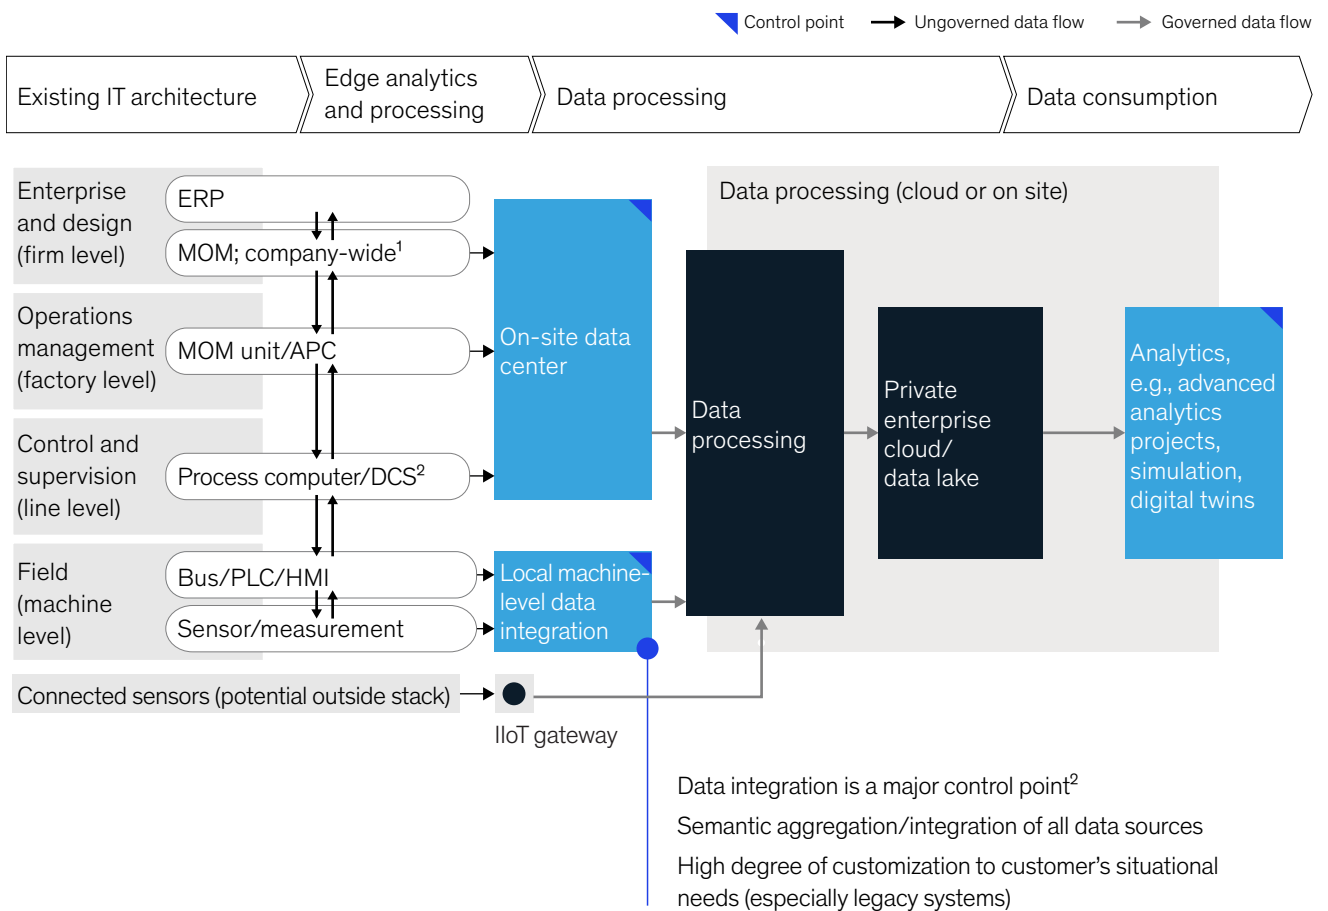 Control point
Ungoverned data flow
Governed data flow
Existing IT architecture
Edge analytics
and processing
Data processing
Data consumption
Enterprise
and design
(firm level)
ERP
MOM; company-wide¹
Operations
management
(factory level)
MOM unit/APC
Control and
supervision
(line level)
Process computer/DCS²
Field
(machine
level)
Bus/PLC/HMI
Sensor/measurement
Connected sensors (potential outside stack)
On-site data
center
Local machine-
level data
integration
IIoT gateway
Data processing (cloud or on site)
Data
processing
Private
enterprise
cloud/
data lake
Analytics,
e.g., advanced
analytics
projects,
simulation,
digital twins
Data integration is a major control point²
Semantic aggregation/integration of all data sources
High degree of customization to customer’s situational
needs (especially legacy systems)